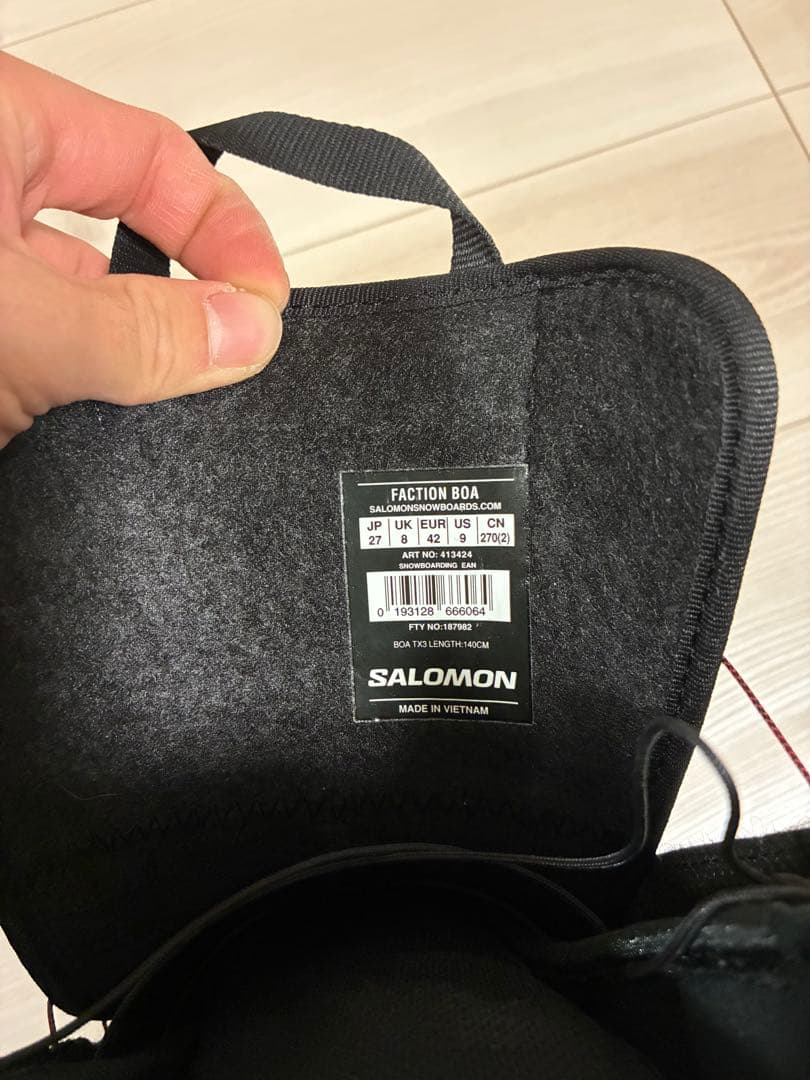 FACTION BOA
SALOMONSNOWBOARDS.COM
JP UK EUR US CN
27 8 42 9 270(2)
ART NO: 413424
SNOWBOARDING EAN
0 193128 666064
FTY NO:187982
BOA TX3 LENGTH:140CM
SALOMON
MADE IN VIETNAM